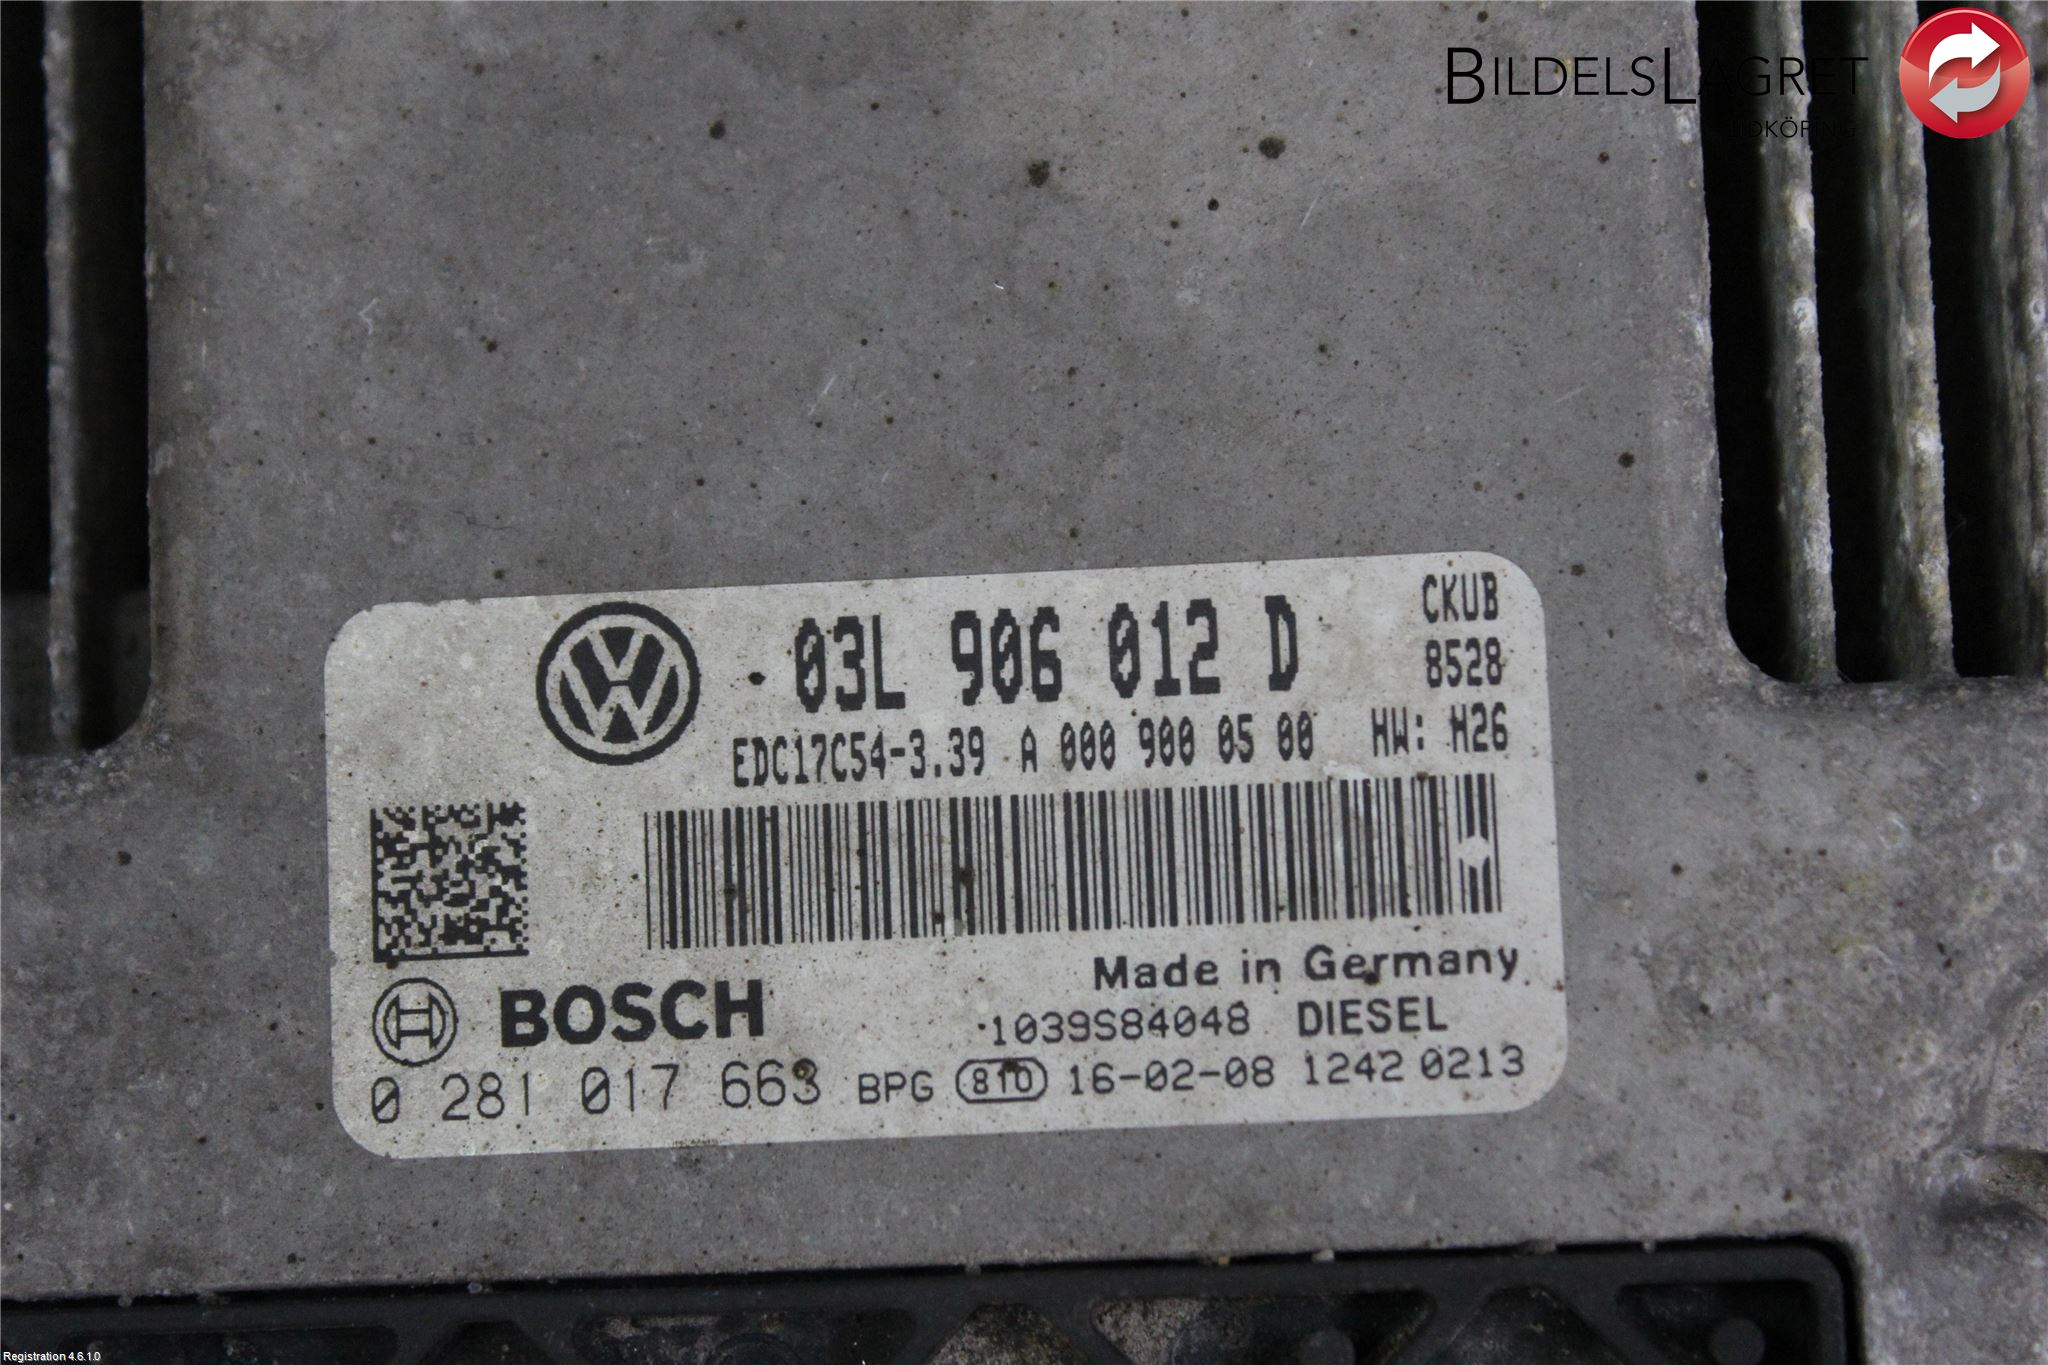 BILDELSLAGRET
LIDKÖPING
03L 906 012 D
CKUB
8528
EDC17C54-3.39 A 000 900 05 00 HW: H26
Made in Germany
BOSCH
1039S84048 DIESEL
0 281 017 663 BPG 810 16-02-08 1242 0213
Registration 4.6.1.0